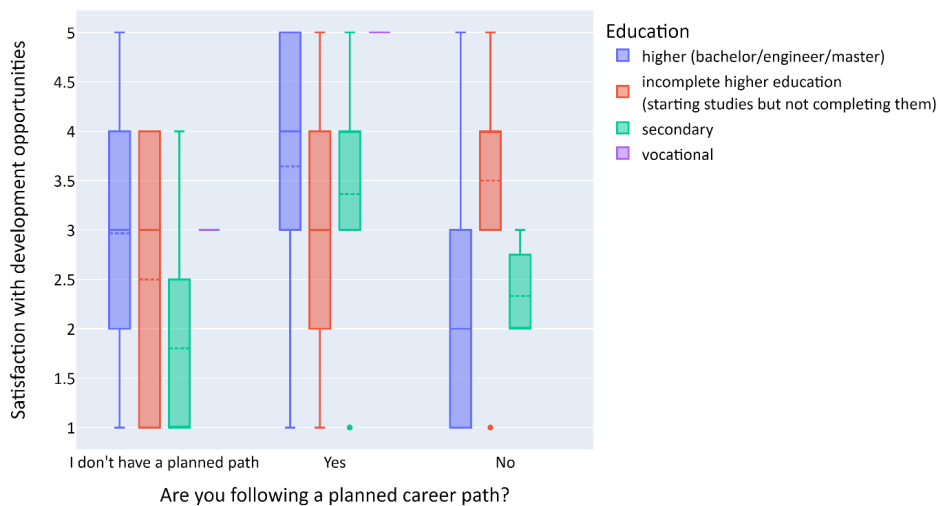 Satisfaction with development opportunities
5
4.5
4
3.5
3
2.5
2
1.5
1
I don't have a planned path
Yes
No
Are you following a planned career path?
Education
higher (bachelor/engineer/master)
incomplete higher education
(starting studies but not completing them)
secondary
vocational